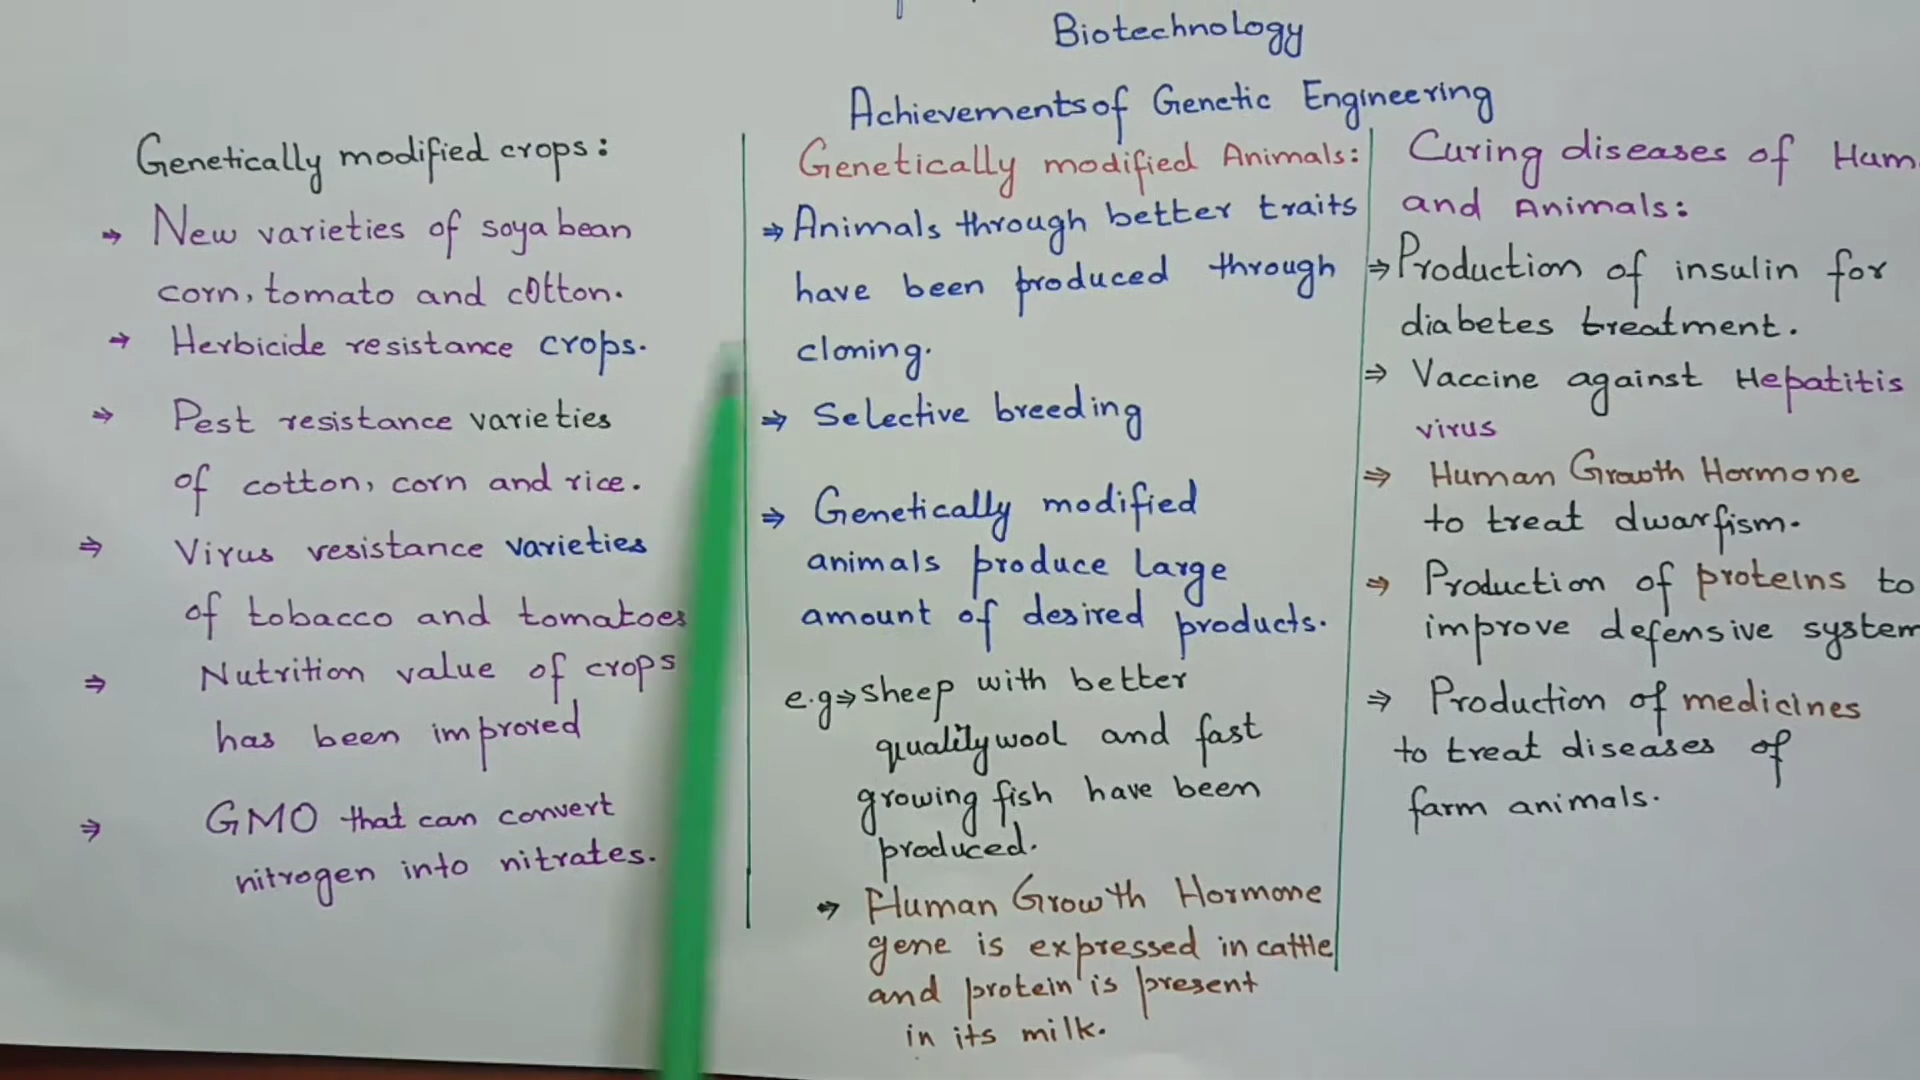 Biotechnology
Achievements of Genetic Engineering
Genetically modified crops:
→ New varieties of soya bean
corn, tomato and cotton.
→ Herbicide resistance crops.
⇒ Pest resistance varieties
of cotton, corn and rice.
⇒ Virus resistance varieties
of tobacco and tomatoes
⇒ Nutrition value of crops
has been improved
⇒ GMO that can convert
nitrogen into nitrates.
Genetically modified Animals:
⇒ Animals through better traits
have been produced through
cloning.
⇒ Selective breeding
⇒ Genetically modified
animals produce large
amount of desired products.
e.g⇒ sheep with better
quality wool and fast
growing fish have been
produced.
→ Human Growth Hormone
gene is expressed in cattle
and protein is present
in its milk.
Curing diseases of Hum
and Animals:
⇒ Production of insulin for
diabetes treatment.
⇒ Vaccine against Hepatitis
virus
⇒ Human Growth Hormone
to treat dwarfism.
⇒ Production of proteins to
improve defensive system
⇒ Production of medicines
to treat diseases of
farm animals.